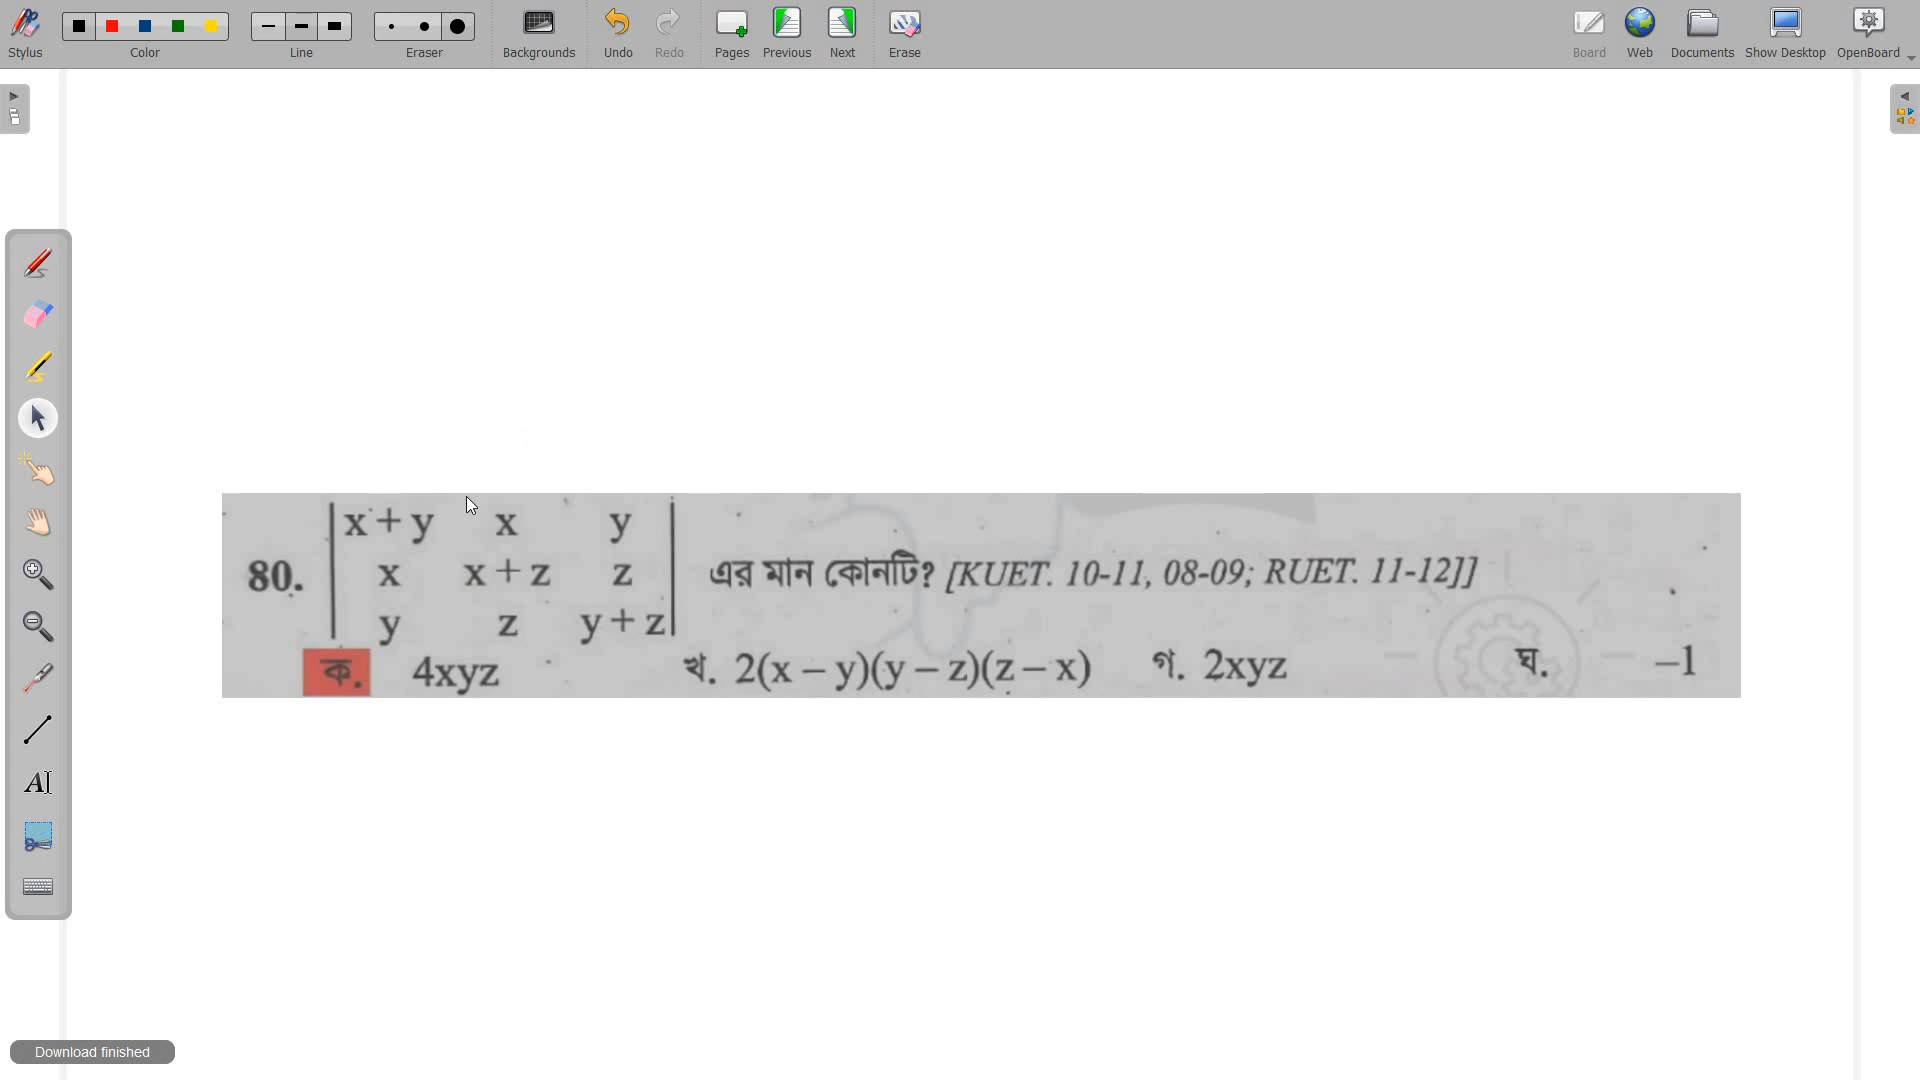 Stylus Color Line Eraser Backgrounds Undo Redo Pages Previous Next Erase Board Web Documents Show Desktop OpenBoard
80. | x + y x y |
| x x + z z | এর মান কোনটি? [KUET. 10-11, 08-09; RUET. 11-12]]
| y z y + z |
ক. 4xyz খ. 2(x – y)(y – z)(z – x) গ. 2xyz ঘ. –1
Download finished